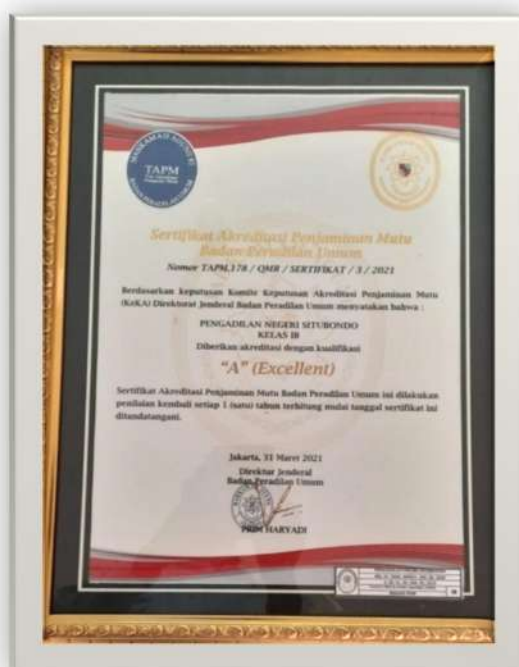 MAHKAMAH AGUNG RI
TAPM
Sertifikat Akreditasi Penjaminan Mutu
Badan Peradilan Umum
Nomor TAPM.178 / QMR / SERTIFIKAT / 3 / 2021
Berdasarkan keputusan Komite Keputusan Akreditasi Penjaminan Mutu
(KeKA) Direktorat Jenderal Badan Peradilan Umum menyatakan bahwa :
PENGADILAN NEGERI SITUBONDO
KELAS IB
Diberikan akreditasi dengan kualifikasi
“A” (Excellent)
Sertifikat Akreditasi Penjaminan Mutu Badan Peradilan Umum ini dilakukan
penilaian kembali setiap 1 (satu) tahun terhitung mulai tanggal sertifikat ini
ditandatangani.
Jakarta, 31 Maret 2021
Direktur Jenderal
Badan Peradilan Umum
PRIM HARYADI